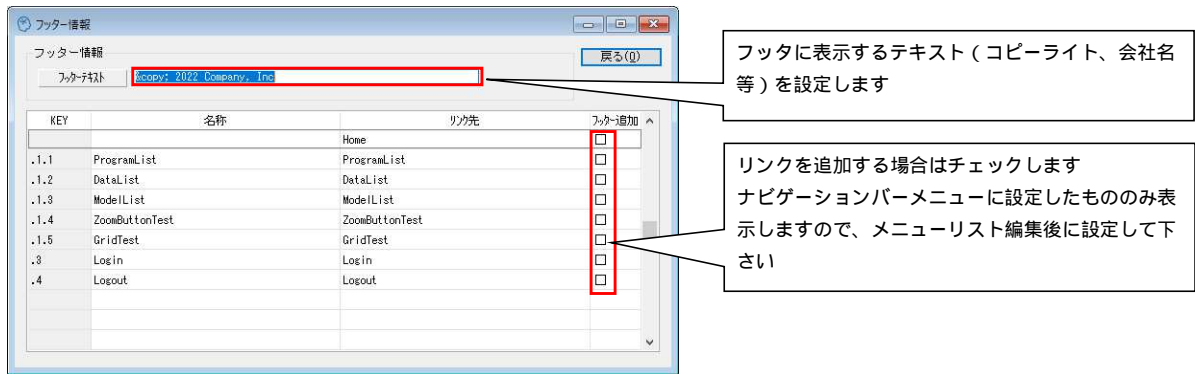 フッター情報
フッター情報
戻る(Q)
フッターテキスト
&copy; 2022 Company, Inc
KEY 名称 リンク先 フッター追加
Home
.1.1 ProgramList ProgramList
.1.2 DataList DataList
.1.3 ModelList ModelList
.1.4 ZoomButtonTest ZoomButtonTest
.1.5 GridTest GridTest
.3 Login Login
.4 Logout Logout
フッタに表示するテキスト(コピーライト、会社名
等)を設定します
リンクを追加する場合はチェックします
ナビゲーションバーメニューに設定したもののみ表
示しますので、メニューリスト編集後に設定して下
さい